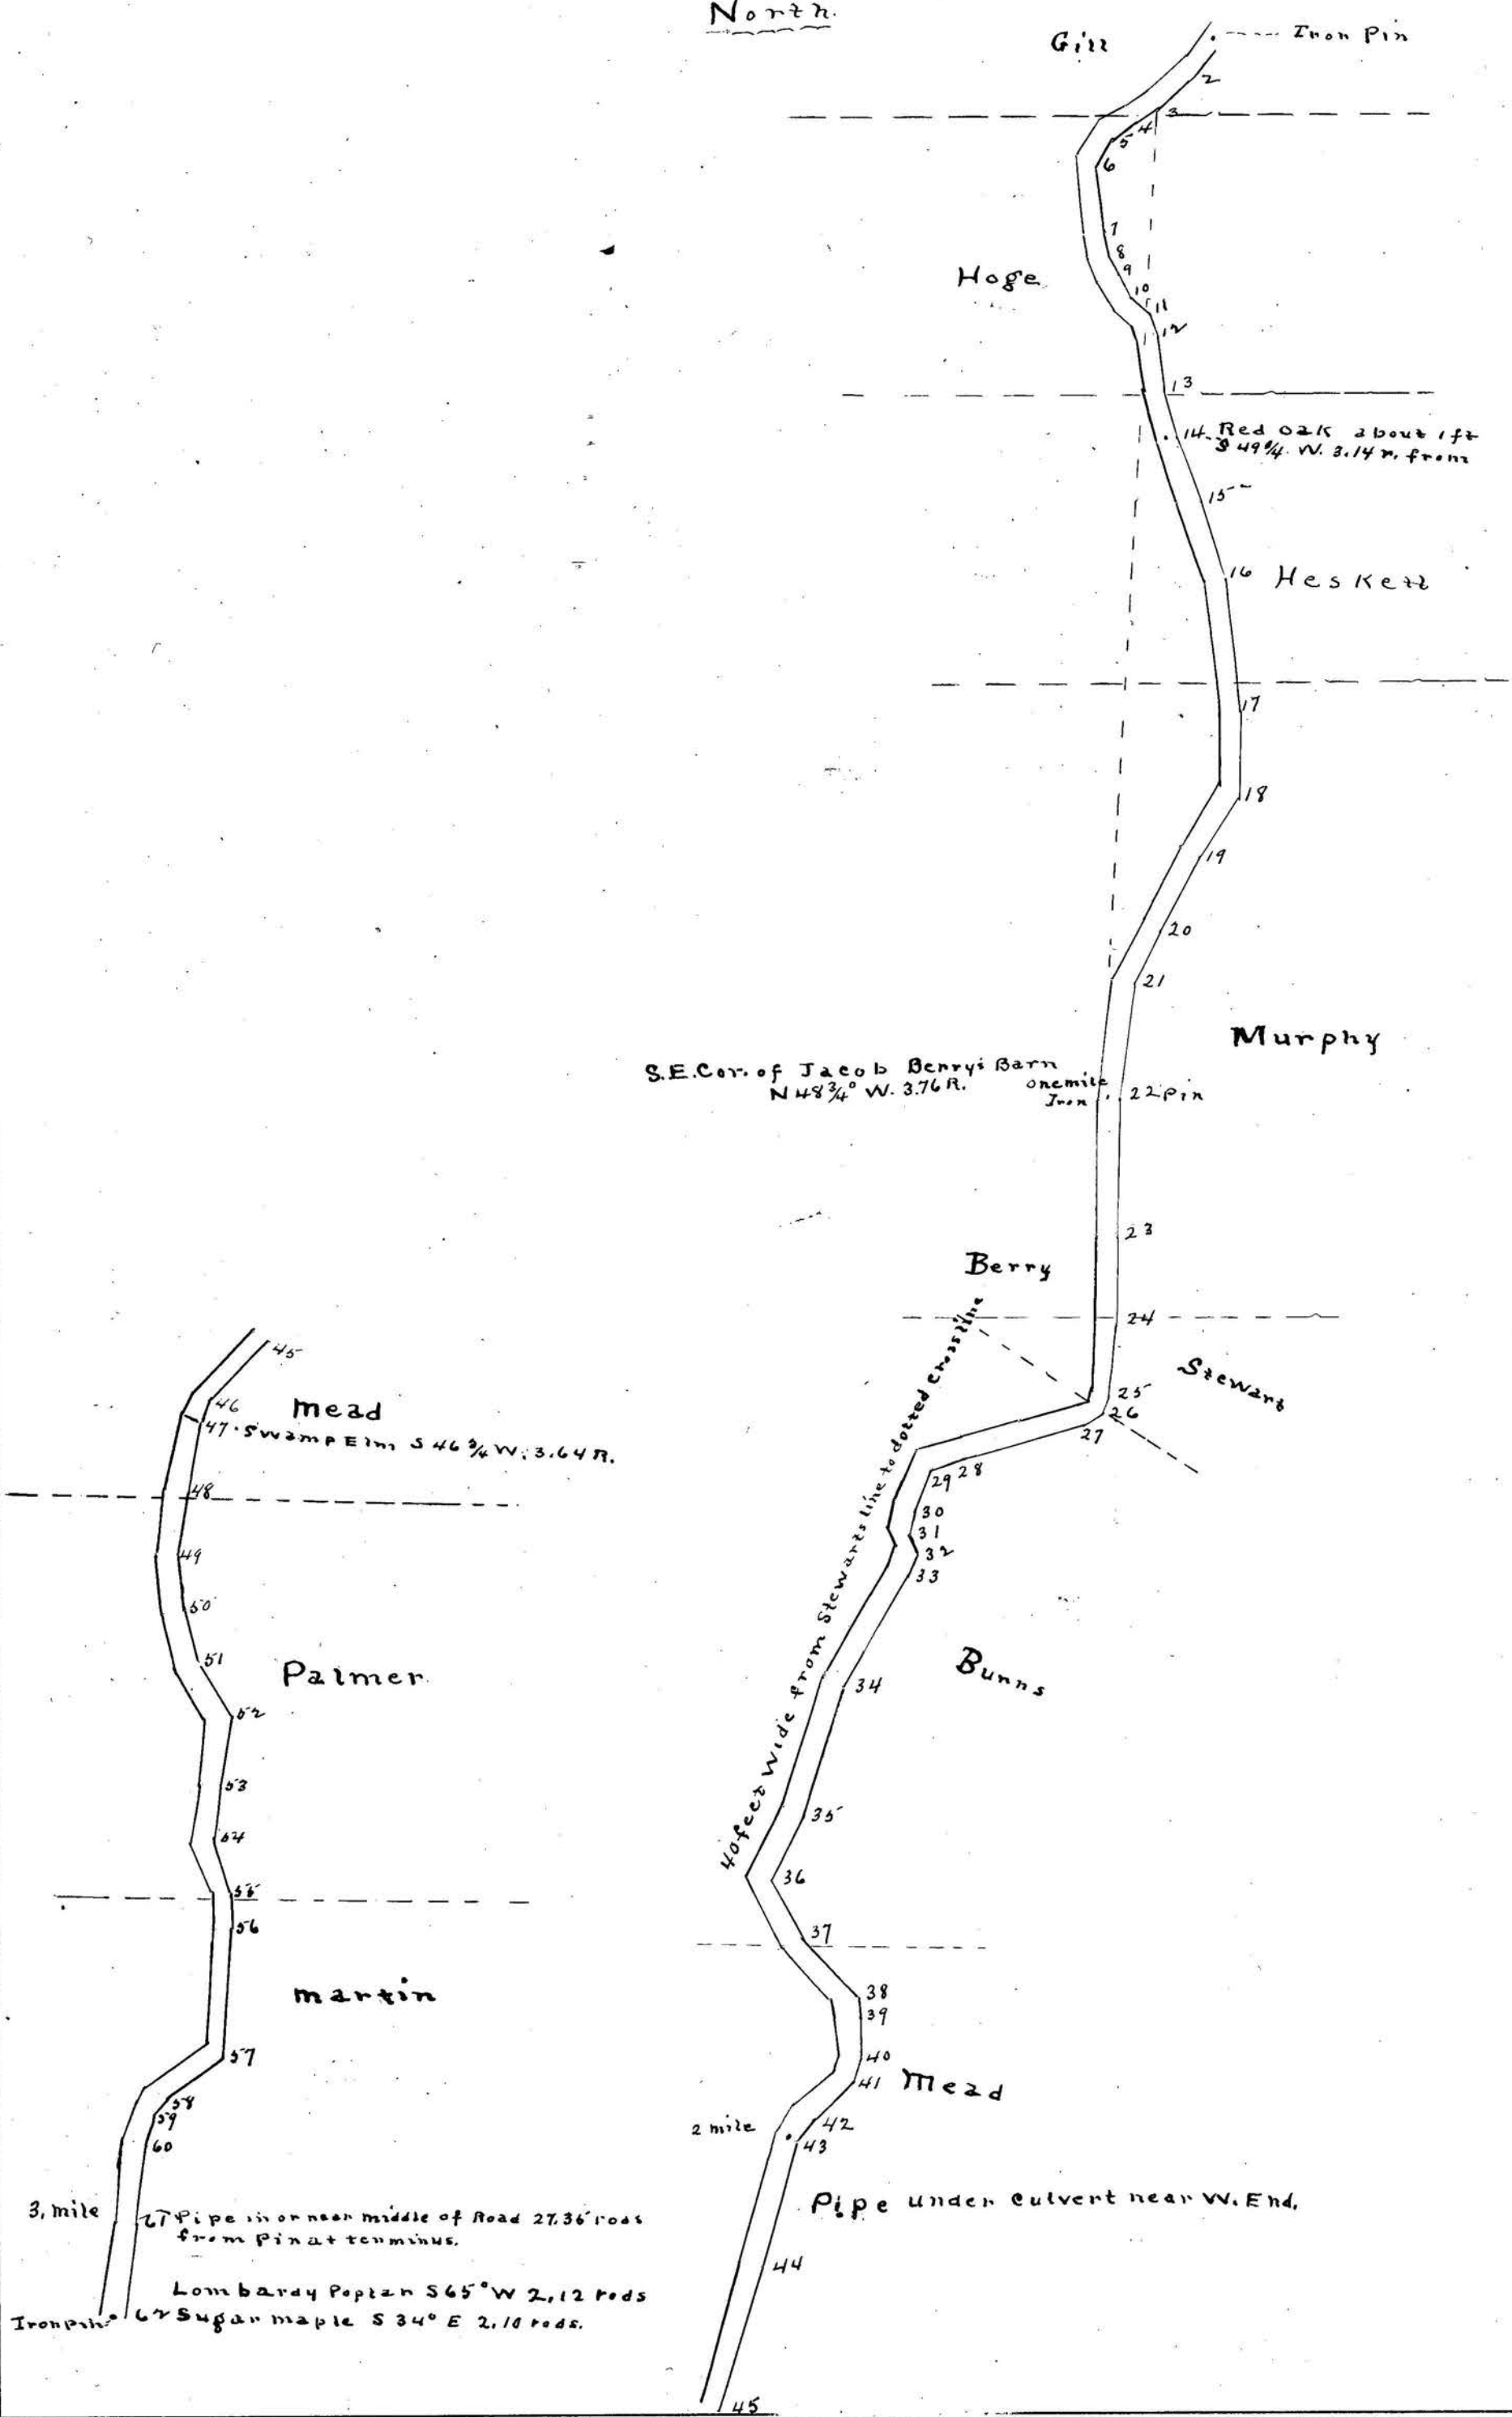 North.
Gill
Iron Pin
2
3
4
5
6
7
8
9
Hoge
10
11
12
13
14. Red Oak about 1 ft
W. 3.14 r. from
15
16 Heskett
17
18
19
20
21
Murphy
S.E. Cor. of Jacob Berry's Barn
N 48 3/4° W. 3.76 R.
One mile
Iron
22 Pin
23
Berry
24
Stewart
25
26
27
28
29
30
31
32
33
40 feet wide from Stewarts line to dotted cross line
Bunns
34
35
36
37
38
39
40
41
Mead
2 mile
42
43
Pipe under culvert near W. End.
44
45
45
46
Mead
47. Swamp Elm S 46 3/4 W. 3.64 R.
48
49
50
51
Palmer
52
53
54
55
56
Martin
57
58
59
60
3, mile
Pipe in or near middle of Road 27.36 rods
from Pin at terminus.
Lombardy Poplar S 65° W 2,12 rods
Iron pin
62 Sugar maple S 34° E 2,10 rods.